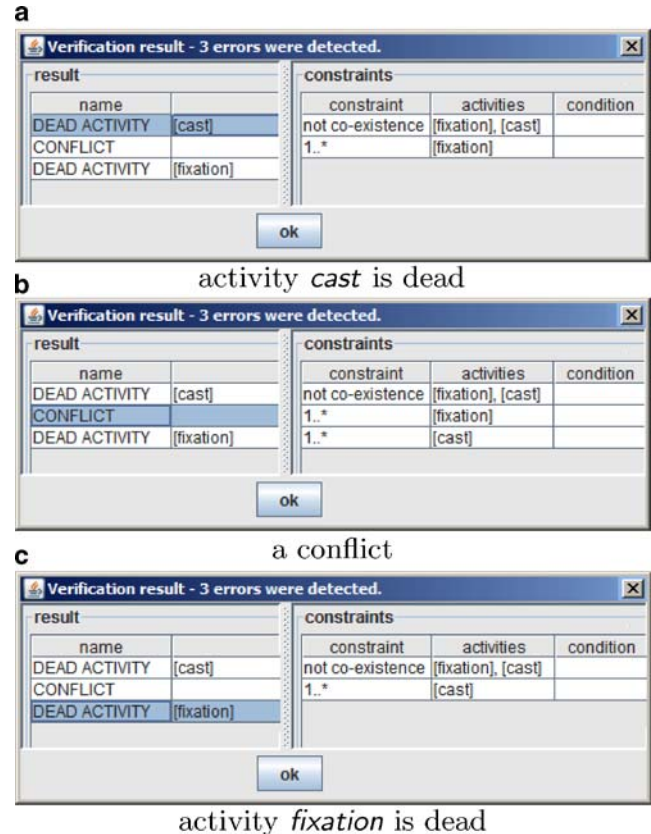 a
Verification result - 3 errors were detected.
result constraints
name constraint activities condition
DEAD ACTIVITY [cast] not co-existence [fixation], [cast]
CONFLICT 1..* [fixation]
DEAD ACTIVITY [fixation]
ok
activity cast is dead
b
Verification result - 3 errors were detected.
result constraints
name constraint activities condition
DEAD ACTIVITY [cast] not co-existence [fixation], [cast]
CONFLICT 1..* [fixation]
DEAD ACTIVITY [fixation] 1..* [cast]
ok
a conflict
c
Verification result - 3 errors were detected.
result constraints
name constraint activities condition
DEAD ACTIVITY [cast] not co-existence [fixation], [cast]
CONFLICT 1..* [cast]
DEAD ACTIVITY [fixation]
ok
activity fixation is dead